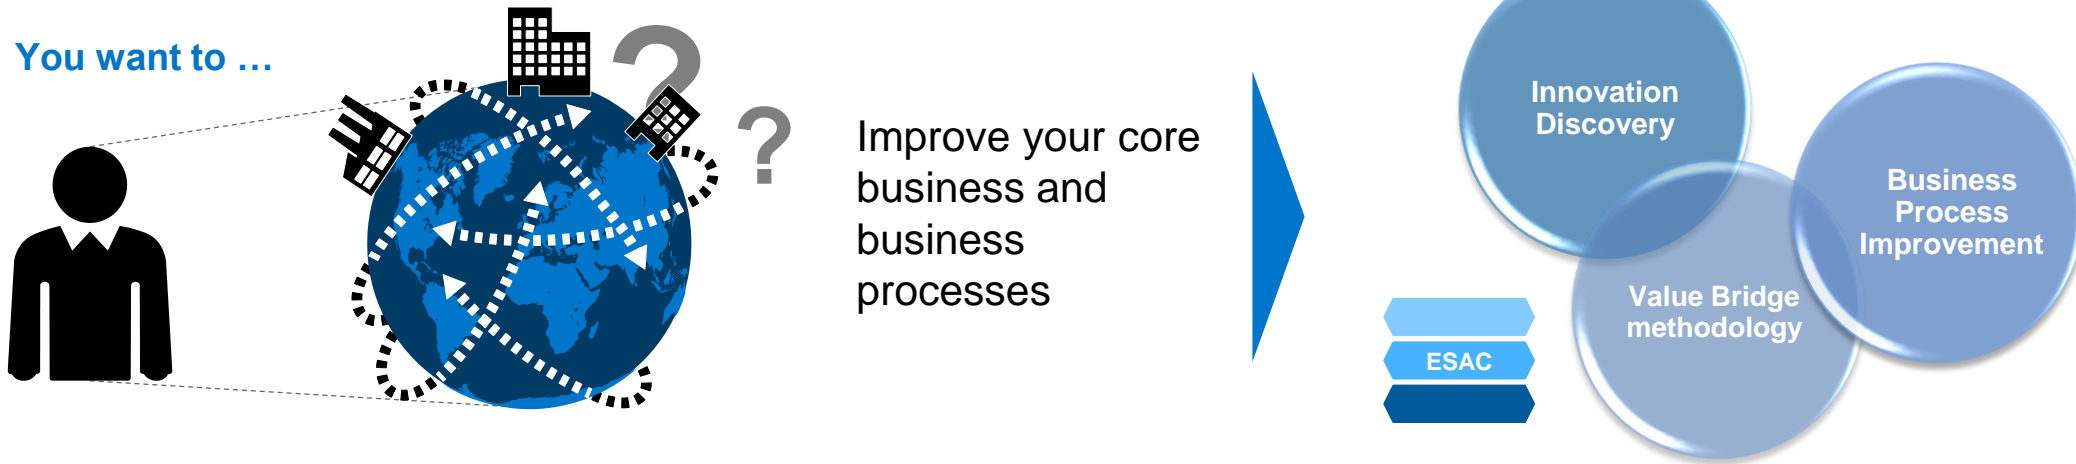 You want to …
?
?
Improve your core
business and
business
processes
Innovation
Discovery
Business
Process
Improvement
Value Bridge
methodology
ESAC